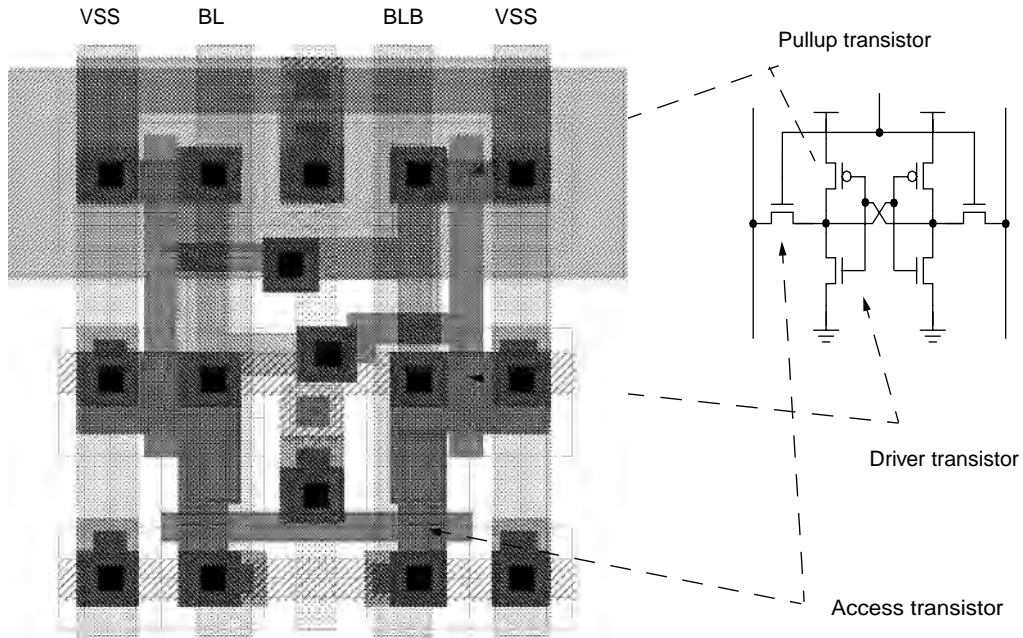 VSS BL BLB VSS
Pullup transistor
Driver transistor
Access transistor